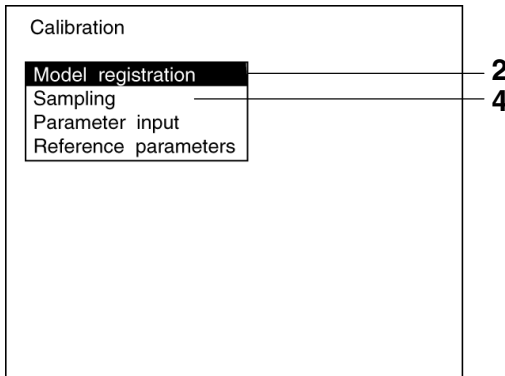 Calibration
Model registration 2
Sampling 4
Parameter input
Reference parameters